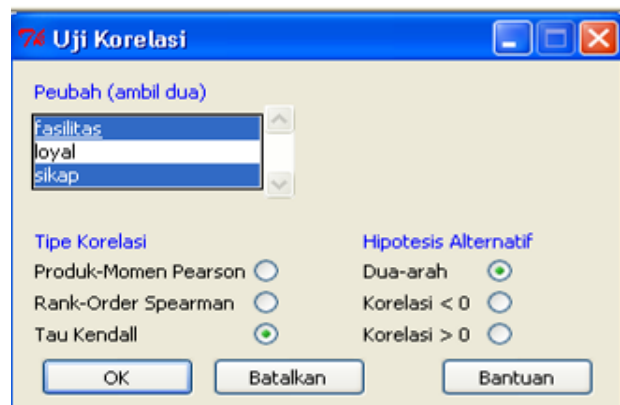 Uji Korelasi
Peubah (ambil dua)
fasilitas
loyal
sikap
Tipe Korelasi
Produk-Momen Pearson
Rank-Order Spearman
Tau Kendall
Hipotesis Alternatif
Dua-arah
Korelasi < 0
Korelasi > 0
OK
Batalkan
Bantuan